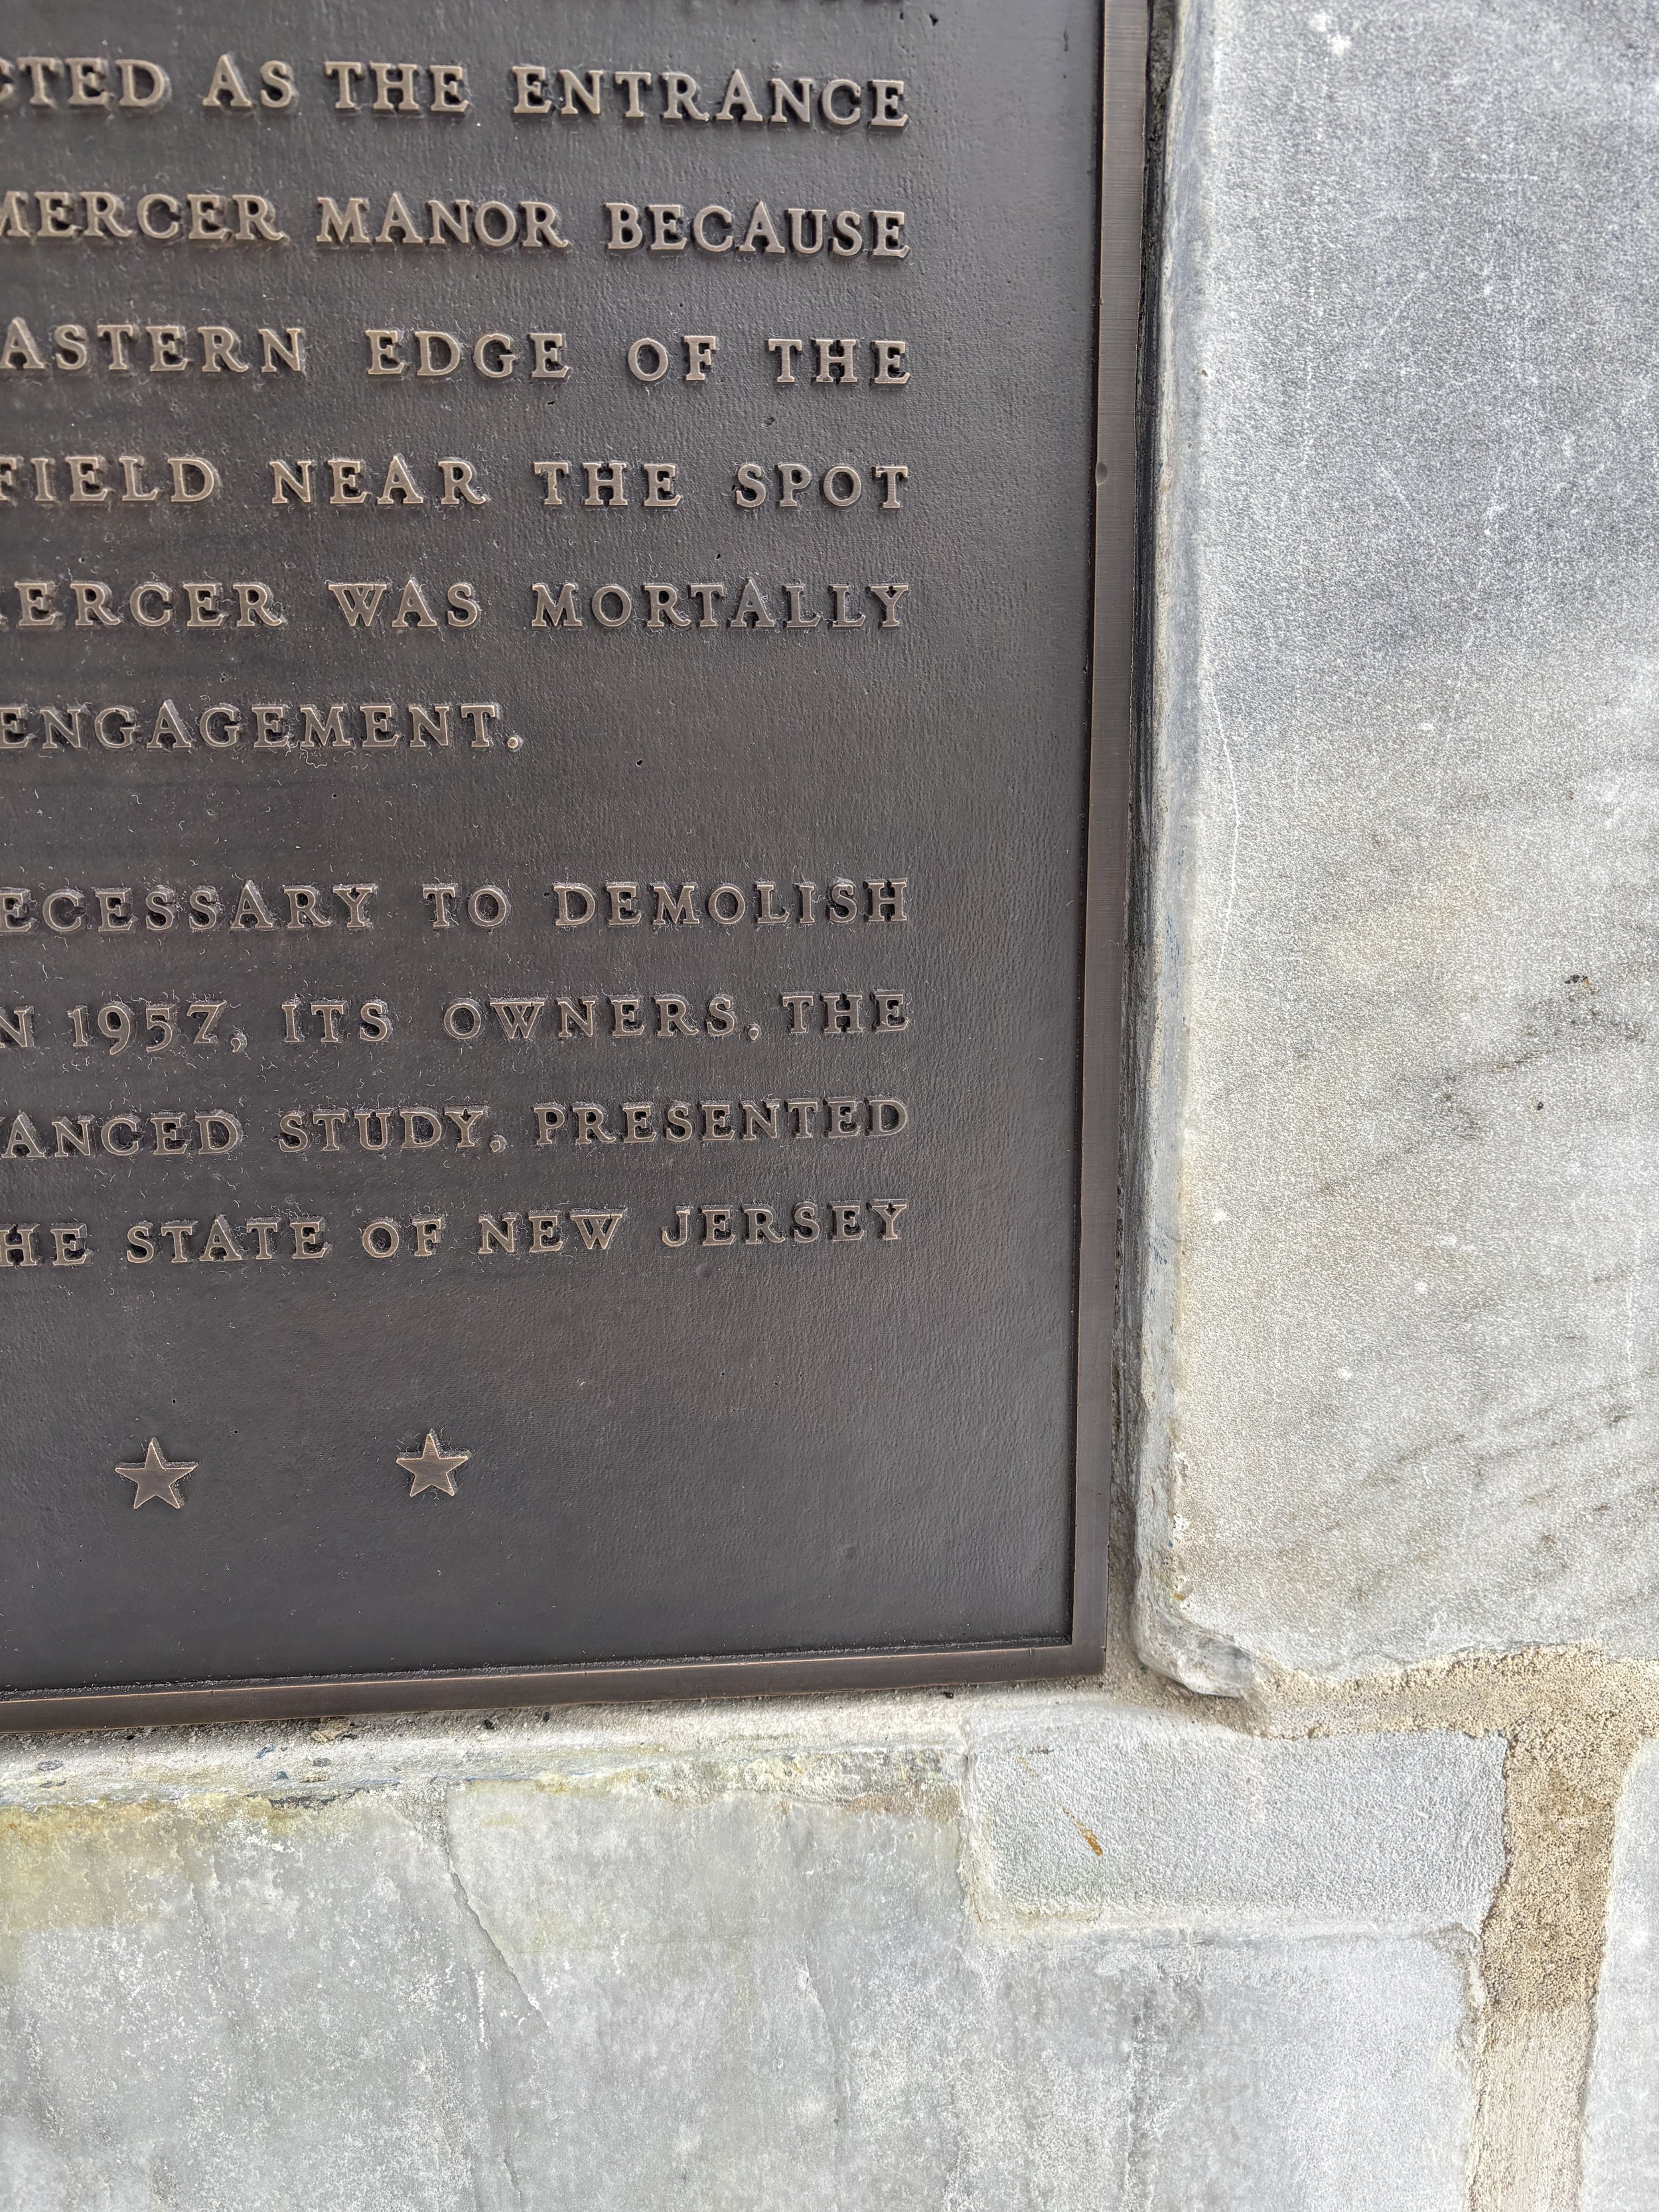 CTED AS THE ENTRANCE
MERCER MANOR BECAUSE
ASTERN EDGE OF THE
FIELD NEAR THE SPOT
ERCER WAS MORTALLY
ENGAGEMENT.
ECESSARY TO DEMOLISH
N 1957, ITS OWNERS, THE
VANCED STUDY, PRESENTED
HE STATE OF NEW JERSEY